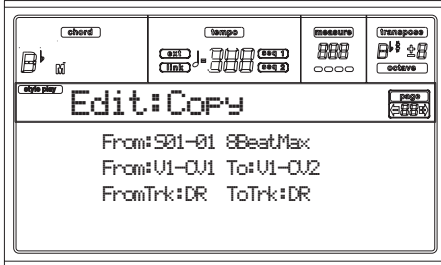 chord tempo measure transpose
ext seq 1
link seq 2
octave
style play page
Edit:Copy
From:S01-01 8BeatMax
From:V1-CV1 To:V1-CV2
FromTrk:DR ToTrk:DR